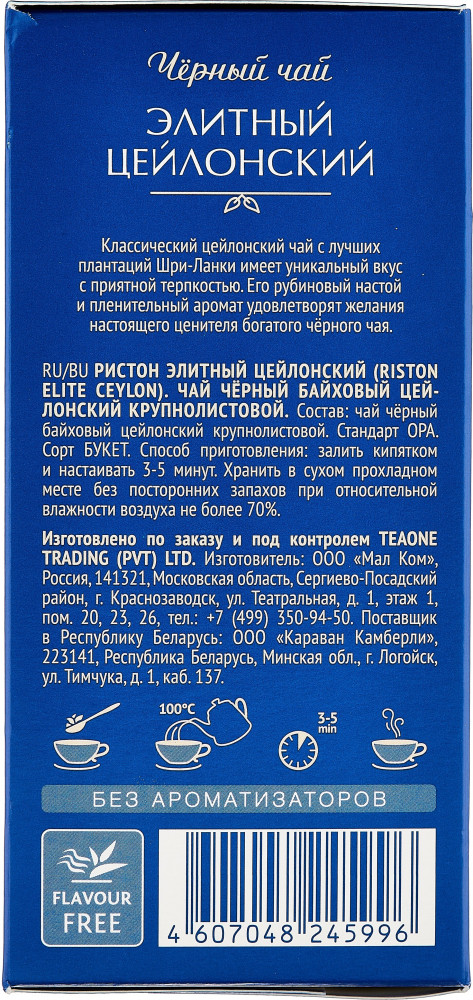 Чёрный чай
ЭЛИТНЫЙ
ЦЕЙЛОНСКИЙ
Классический цейлонский чай с лучших
плантаций Шри-Ланки имеет уникальный вкус
с приятной терпкостью. Его рубиновый настой
и пленительный аромат удовлетворят желания
настоящего ценителя богатого чёрного чая.
RU/BU РИСТОН ЭЛИТНЫЙ ЦЕЙЛОНСКИЙ (RISTON
ELITE CEYLON). ЧАЙ ЧЁРНЫЙ БАЙХОВЫЙ ЦЕЙ-
ЛОНСКИЙ КРУПНОЛИСТОВОЙ. Состав: чай чёрный
байховый цейлонский крупнолистовой. Стандарт ОРА.
Сорт БУКЕТ. Способ приготовления: залить кипятком
и настаивать 3-5 минут. Хранить в сухом прохладном
месте без посторонних запахов при относительной
влажности воздуха не более 70%.
Изготовлено по заказу и под контролем TEAONE
TRADING (PVT) LTD. Изготовитель: ООО «Мал Ком»,
Россия, 141321, Московская область, Сергиево-Посадский
район, г. Краснозаводск, ул. Театральная, д. 1, этаж 1,
пом. 20, 23, 26, тел.: +7 (499) 350-94-50. Поставщик
в Республику Беларусь: ООО «Караван Камберли»,
223141, Республика Беларусь, Минская обл., г. Логойск,
ул. Тимчука, д. 1, каб. 137.
100°C
3-5
min
БЕЗ АРОМАТИЗАТОРОВ
FLAVOUR
FREE
4 607048 245996